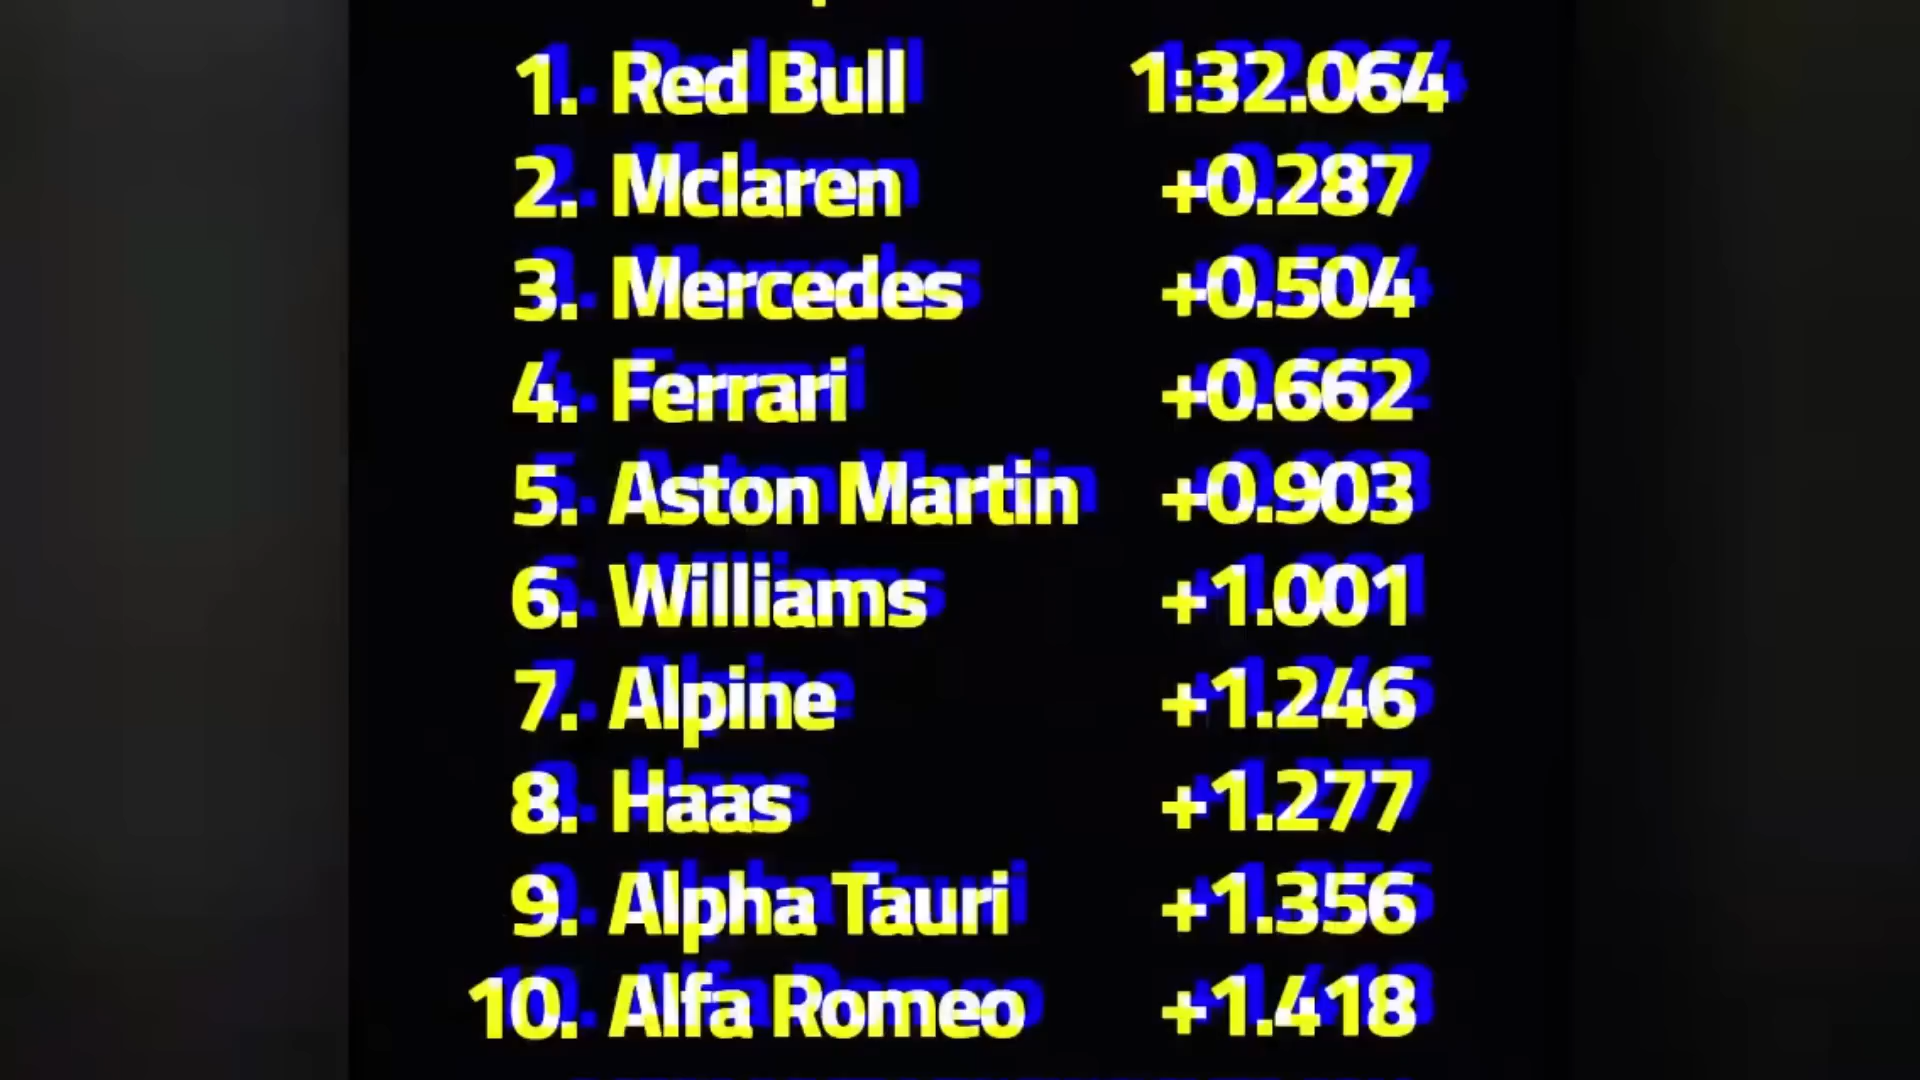 1. Red Bull 1:32.064
2. Mclaren +0.287
3. Mercedes +0.504
4. Ferrari +0.662
5. Aston Martin +0.903
6. Williams +1.001
7. Alpine +1.246
8. Haas +1.277
9. Alpha Tauri +1.356
10. Alfa Romeo +1.418